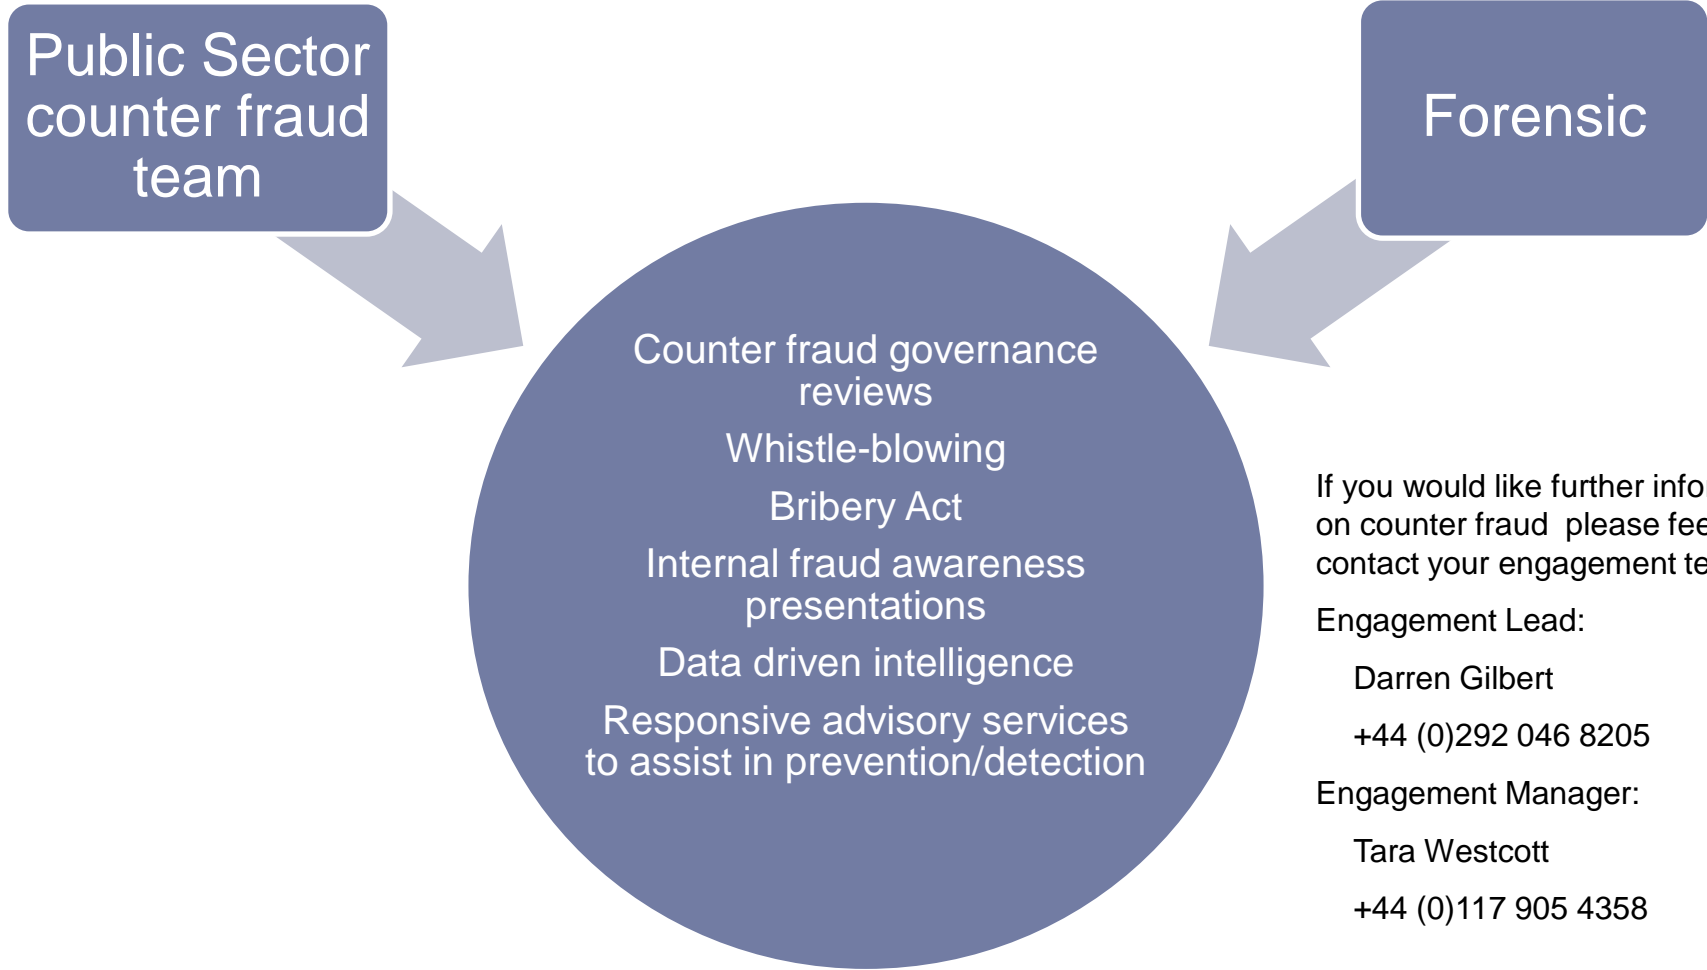 Public Sector
counter fraud
team
Forensic
Counter fraud governance
reviews
Whistle-blowing
Bribery Act
Internal fraud awareness
presentations
Data driven intelligence
Responsive advisory services
to assist in prevention/detection
If you would like further
on counter fraud  please
contact your engagement
Engagement Lead:
Darren Gilbert
+44 (0)292 046 8205
Engagement Manager:
Tara Westcott
+44 (0)117 905 4358